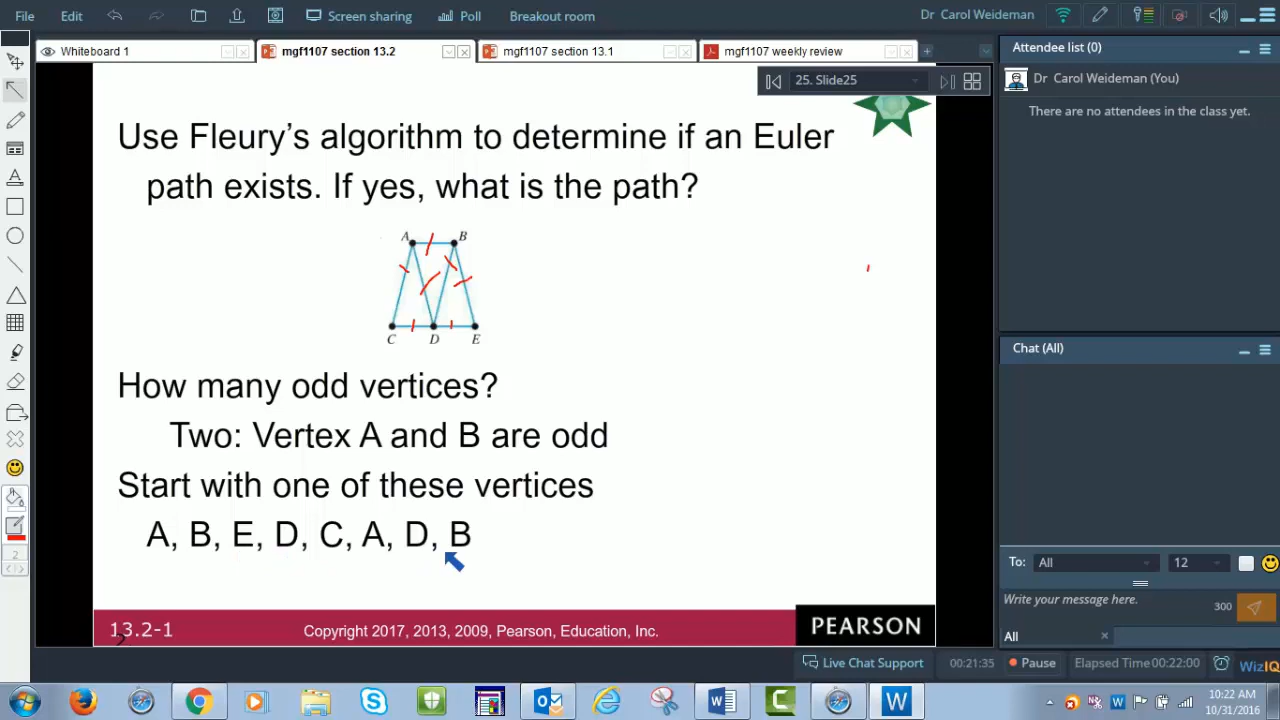 File Edit Screen sharing Poll Breakout room Dr Carol Weideman
Whiteboard 1 mgf1107 section 13.2 mgf1107 section 13.1 mgf1107 weekly review
Attendee list (0)
25. Slide25
Dr Carol Weideman (You)
There are no attendees in the class yet.
Use Fleury's algorithm to determine if an Euler
path exists. If yes, what is the path?
A B
C D E
How many odd vertices?
Two: Vertex A and B are odd
Start with one of these vertices
A, B, E, D, C, A, D, B
13.2-1
2
Copyright 2017, 2013, 2009, Pearson, Education, Inc.
PEARSON
2
Chat (All)
To: All 12
Write your message here. 300
All
Live Chat Support 00:21:35 Pause Elapsed Time 00:22:00 WizIQ
10:22 AM
10/31/2016